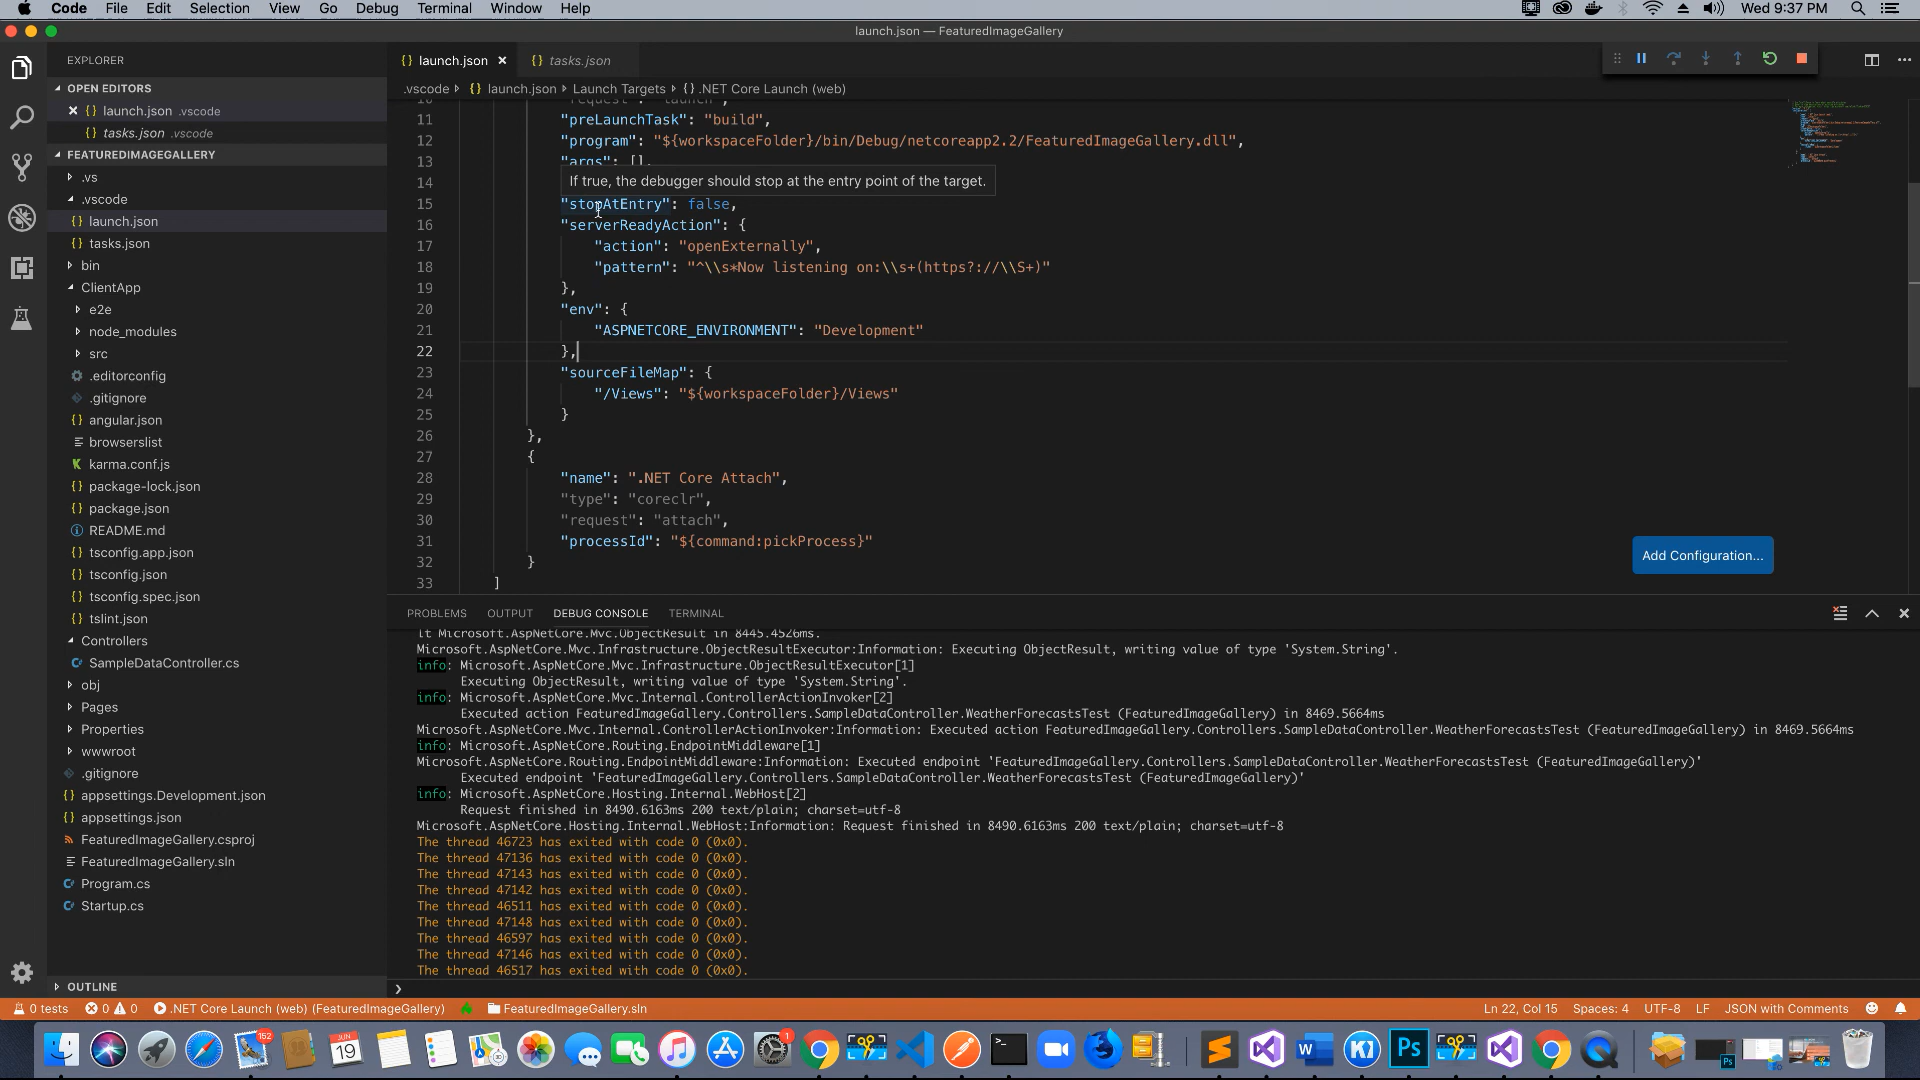 Code File Edit Selection View Go Debug Terminal Window Help
Wed 9:37 PM
launch.json — FeaturedImageGallery
EXPLORER
OPEN EDITORS
launch.json .vscode
tasks.json .vscode
FEATUREDIMAGEGALLERY
.vs
.vscode
launch.json
tasks.json
bin
ClientApp
e2e
node_modules
src
.editorconfig
.gitignore
angular.json
browserslist
karma.conf.js
package-lock.json
package.json
README.md
tsconfig.app.json
tsconfig.json
tsconfig.spec.json
tslint.json
Controllers
SampleDataController.cs
obj
Pages
Properties
wwwroot
.gitignore
appsettings.Development.json
appsettings.json
FeaturedImageGallery.csproj
FeaturedImageGallery.sln
Program.cs
Startup.cs
OUTLINE
launch.json tasks.json
.vscode launch.json Launch Targets {} .NET Core Launch (web)
10 "request": "launch",
11 "preLaunchTask": "build",
12 "program": "${workspaceFolder}/bin/Debug/netcoreapp2.2/FeaturedImageGallery.dll",
13 "args": [],
14 If true, the debugger should stop at the entry point of the target.
15 "stopAtEntry": false,
16 "serverReadyAction": {
17 "action": "openExternally",
18 "pattern": "^\\s*Now listening on:\\s+(https?://\\S+)"
19 },
20 "env": {
21 "ASPNETCORE_ENVIRONMENT": "Development"
22 },
23 "sourceFileMap": {
24 "/Views": "${workspaceFolder}/Views"
25 }
26 },
27 {
28 "name": ".NET Core Attach",
29 "type": "coreclr",
30 "request": "attach",
31 "processId": "${command:pickProcess}"
32 }
33 ]
Add Configuration...
PROBLEMS OUTPUT DEBUG CONSOLE TERMINAL
lt Microsoft.AspNetCore.Mvc.ObjectResult in 8445.4526ms.
Microsoft.AspNetCore.Mvc.Infrastructure.ObjectResultExecutor:Information: Executing ObjectResult, writing value of type 'System.String'.
info: Microsoft.AspNetCore.Mvc.Infrastructure.ObjectResultExecutor[1]
Executing ObjectResult, writing value of type 'System.String'.
info: Microsoft.AspNetCore.Mvc.Internal.ControllerActionInvoker[2]
Executed action FeaturedImageGallery.Controllers.SampleDataController.WeatherForecastsTest (FeaturedImageGallery) in 8469.5664ms
Microsoft.AspNetCore.Mvc.Internal.ControllerActionInvoker:Information: Executed action FeaturedImageGallery.Controllers.SampleDataController.WeatherForecastsTest (FeaturedImageGallery) in 8469.5664ms
info: Microsoft.AspNetCore.Routing.EndpointMiddleware[1]
Microsoft.AspNetCore.Routing.EndpointMiddleware:Information: Executed endpoint 'FeaturedImageGallery.Controllers.SampleDataController.WeatherForecastsTest (FeaturedImageGallery)'
Executed endpoint 'FeaturedImageGallery.Controllers.SampleDataController.WeatherForecastsTest (FeaturedImageGallery)'
info: Microsoft.AspNetCore.Hosting.Internal.WebHost[2]
Request finished in 8490.6163ms 200 text/plain; charset=utf-8
Microsoft.AspNetCore.Hosting.Internal.WebHost:Information: Request finished in 8490.6163ms 200 text/plain; charset=utf-8
The thread 46723 has exited with code 0 (0x0).
The thread 47136 has exited with code 0 (0x0).
The thread 47143 has exited with code 0 (0x0).
The thread 47142 has exited with code 0 (0x0).
The thread 46511 has exited with code 0 (0x0).
The thread 47148 has exited with code 0 (0x0).
The thread 46597 has exited with code 0 (0x0).
The thread 47146 has exited with code 0 (0x0).
The thread 46517 has exited with code 0 (0x0).
0 tests 0 0 .NET Core Launch (web) (FeaturedImageGallery) FeaturedImageGallery.sln
Ln 22, Col 15 Spaces: 4 UTF-8 LF JSON with Comments
152
JUN
19
1